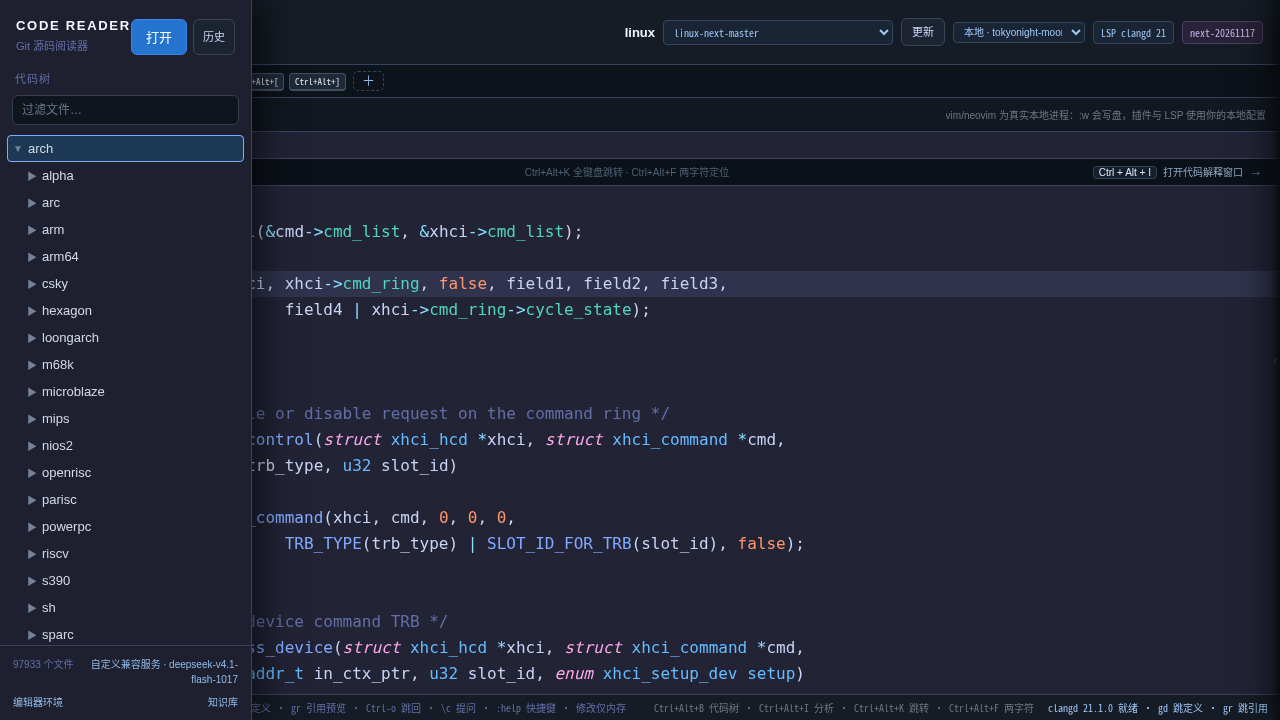 CODE READER
Git 源码阅读器
打开
历史
linux
linux-next-master
更新
本地 · tokyonight-moon
LSP clangd 21
next-20261117
代码树
+Alt+[
Ctrl+Alt+]
+
过滤文件…
vim/neovim 为真实本地进程：:w 会写盘，插件与 LSP 使用你的本地配置
Ctrl+Alt+K 全键盘跳转 · Ctrl+Alt+F 两字符定位
Ctrl + Alt + I 打开代码解释窗口 →
▼ arch
▶ alpha
▶ arc
▶ arm
▶ arm64
▶ csky
▶ hexagon
▶ loongarch
▶ m68k
▶ microblaze
▶ mips
▶ nios2
▶ openrisc
▶ parisc
▶ powerpc
▶ riscv
▶ s390
▶ sh
▶ sparc
(&cmd->cmd_list, &xhci->cmd_list);
ci, xhci->cmd_ring, false, field1, field2, field3,
field4 | xhci->cmd_ring->cycle_state);
le or disable request on the command ring */
control(struct xhci_hcd *xhci, struct xhci_command *cmd,
trb_type, u32 slot_id)
_command(xhci, cmd, 0, 0, 0,
TRB_TYPE(trb_type) | SLOT_ID_FOR_TRB(slot_id), false);
device command TRB */
ss_device(struct xhci_hcd *xhci, struct xhci_command *cmd,
addr_t in_ctx_ptr, u32 slot_id, enum xhci_setup_dev setup)
97933 个文件
自定义兼容服务 · deepseek-v4.1-
flash-1017
编辑器环境
知识库
定义 · gr 引用预览 · Ctrl-o 跳回 · \c 提问 · :help 快捷键 · 修改仅内存
Ctrl+Alt+B 代码树 · Ctrl+Alt+I 分析 · Ctrl+Alt+K 跳转 · Ctrl+Alt+F 两字符
clangd 21.1.0 就绪 · gd 跳定义 · gr 跳引用